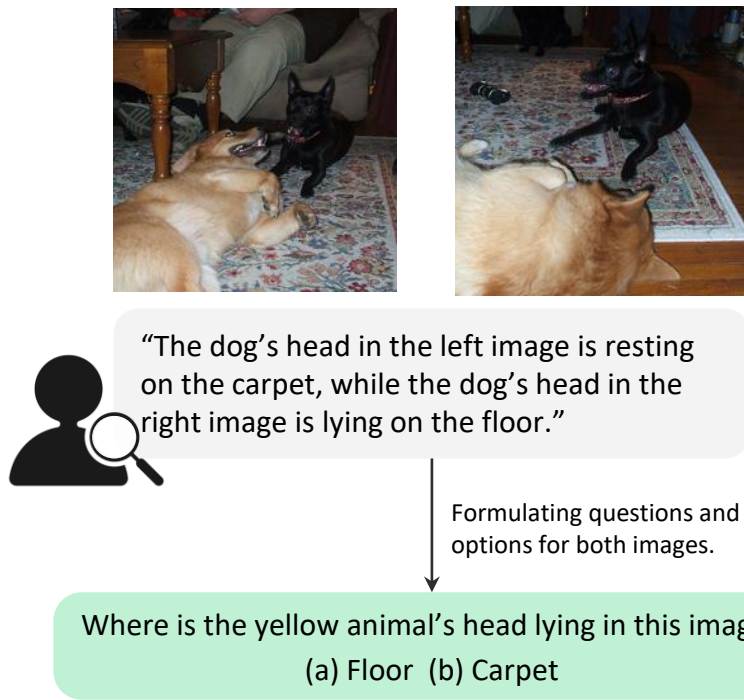 “The dog’s head in the left image is resting
on the carpet, while the dog’s head in the
right image is lying on the floor.”
Formulating questions and
options for both images.
Where is the yellow animal’s head lying in this
(a) Floor (b) Carpet